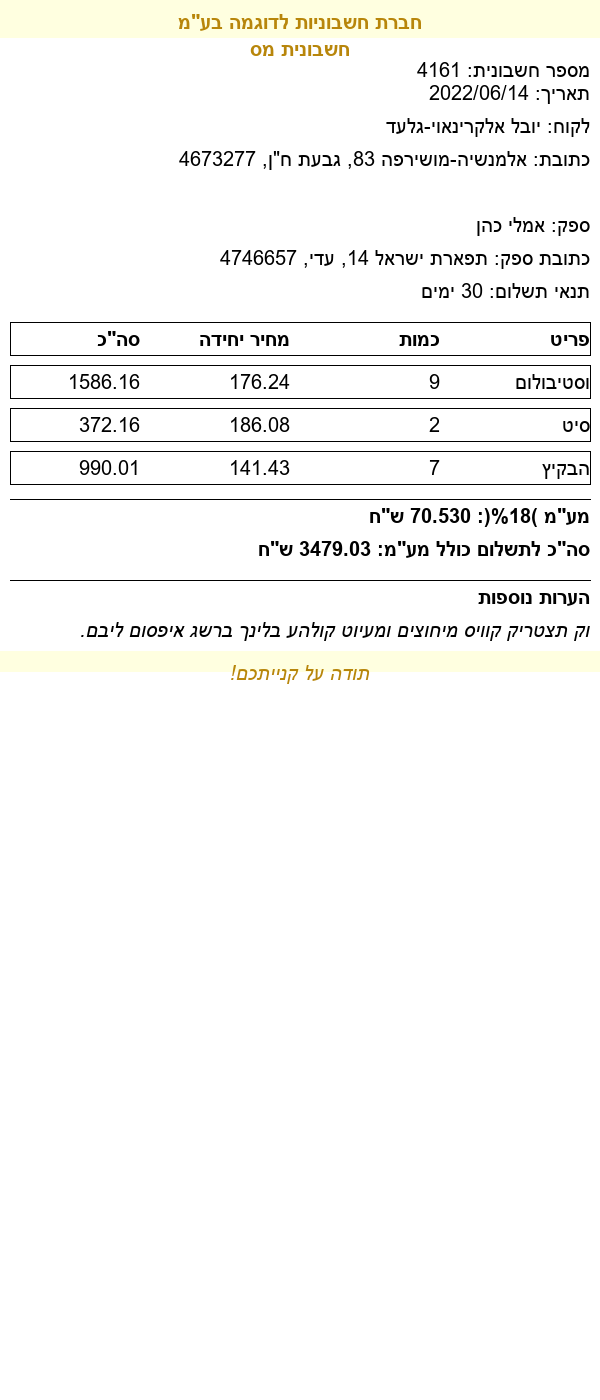 חברת חשבוניות לדוגמה בע"מ
חשבונית מס
מספר חשבונית: 4161
תאריך: 2022/06/14
לקוח: יובל אלקרינאוי-גלעד
כתובת: אלמנשיה-מושירפה 83, גבעת ח"ן, 4673277
ספק: אמלי כהן
כתובת ספק: תפארת ישראל 14, עדי, 4746657
תנאי תשלום: 30 ימים
פריט כמות מחיר יחידה סה"כ
וסטיבולום 9 176.24 1586.16
סיט 2 186.08 372.16
הבקיץ 7 141.43 990.01
מע"מ )18%(: 70.530 ש"ח
סה"כ לתשלום כולל מע"מ: 3479.03 ש"ח
הערות נוספות
וק תצטריק קוויס מיחוצים ומעיוט קולהע בלינך ברשג איפסום ליבם.
תודה על קנייתכם!